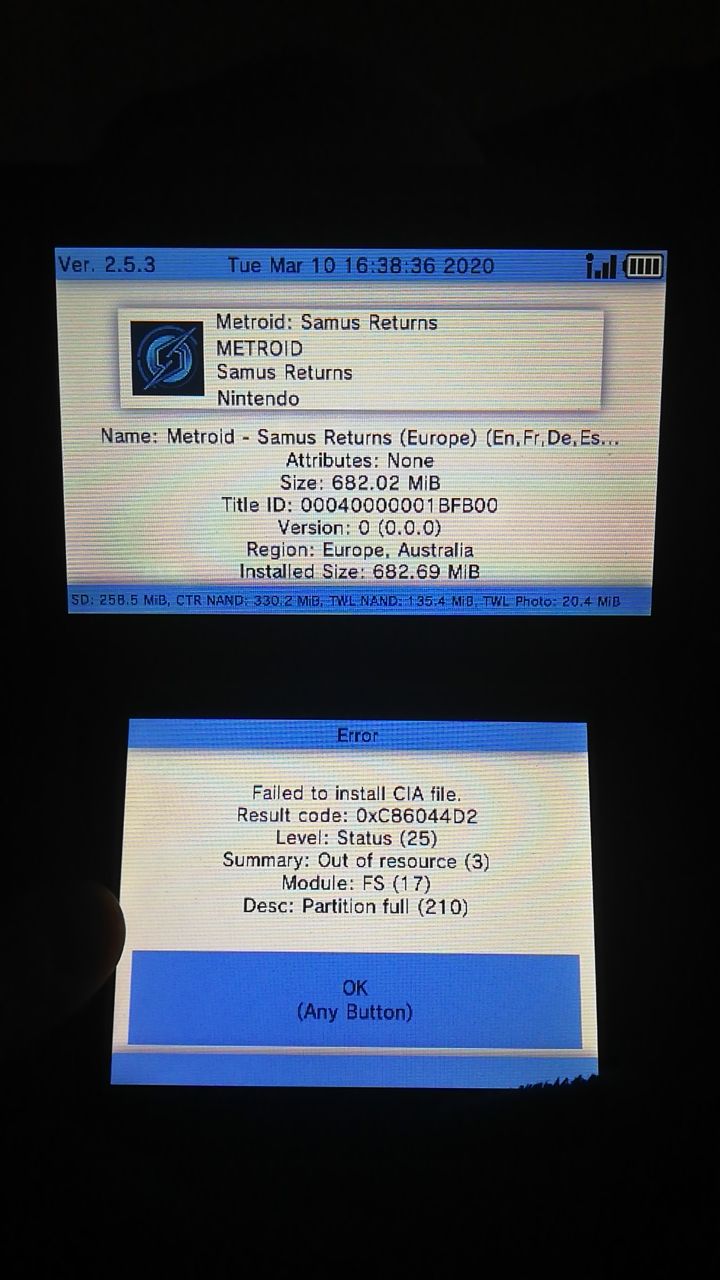 Ver. 2.5.3 Tue Mar 10 16:38:36 2020
Metroid: Samus Returns
METROID
Samus Returns
Nintendo
Name: Metroid - Samus Returns (Europe) (En,Fr,De,Es...
Attributes: None
Size: 682.02 MiB
Title ID: 00040000001BFB00
Version: 0 (0.0.0)
Region: Europe, Australia
Installed Size: 682.69 MiB
SD: 258.5 MiB, CTR NAND: 330.2 MiB, TWL NAND: 135.4 MiB, TWL Photo: 20.4 MiB
Error
Failed to install CIA file.
Result code: 0xC86044D2
Level: Status (25)
Summary: Out of resource (3)
Module: FS (17)
Desc: Partition full (210)
OK
(Any Button)